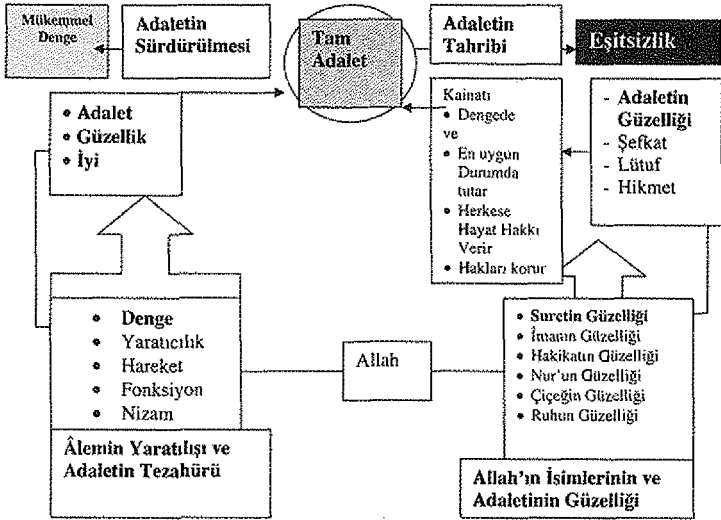 Mükemmel
Denge
Adaletin
Sürdürülmesi
Tam
Adalet
Adaletin
Tahribi
Eşitsizlik
• Adalet
• Güzellik
• İyi
Kainatı
• Dengede
ve
• En uygun
Durumda
tutar
• Herkese
Hayat Hakkı
Verir
• Hakları korur
- Adaletin
Güzelliği
- Şefkat
- Lütuf
- Hikmet
• Denge
• Yaratıcılık
• Hareket
• Fonksiyon
• Nizam
Âlemin Yaratılışı ve
Adaletin Tezahürü
Allah
• Suretin Güzelliği
• İmanın Güzelliği
• Hakikatın Güzelliği
• Nur'un Güzelliği
• Çiçeğin Güzelliği
• Ruhun Güzelliği
Allah'ın İsimlerinin ve
Adaletinin Güzelliği